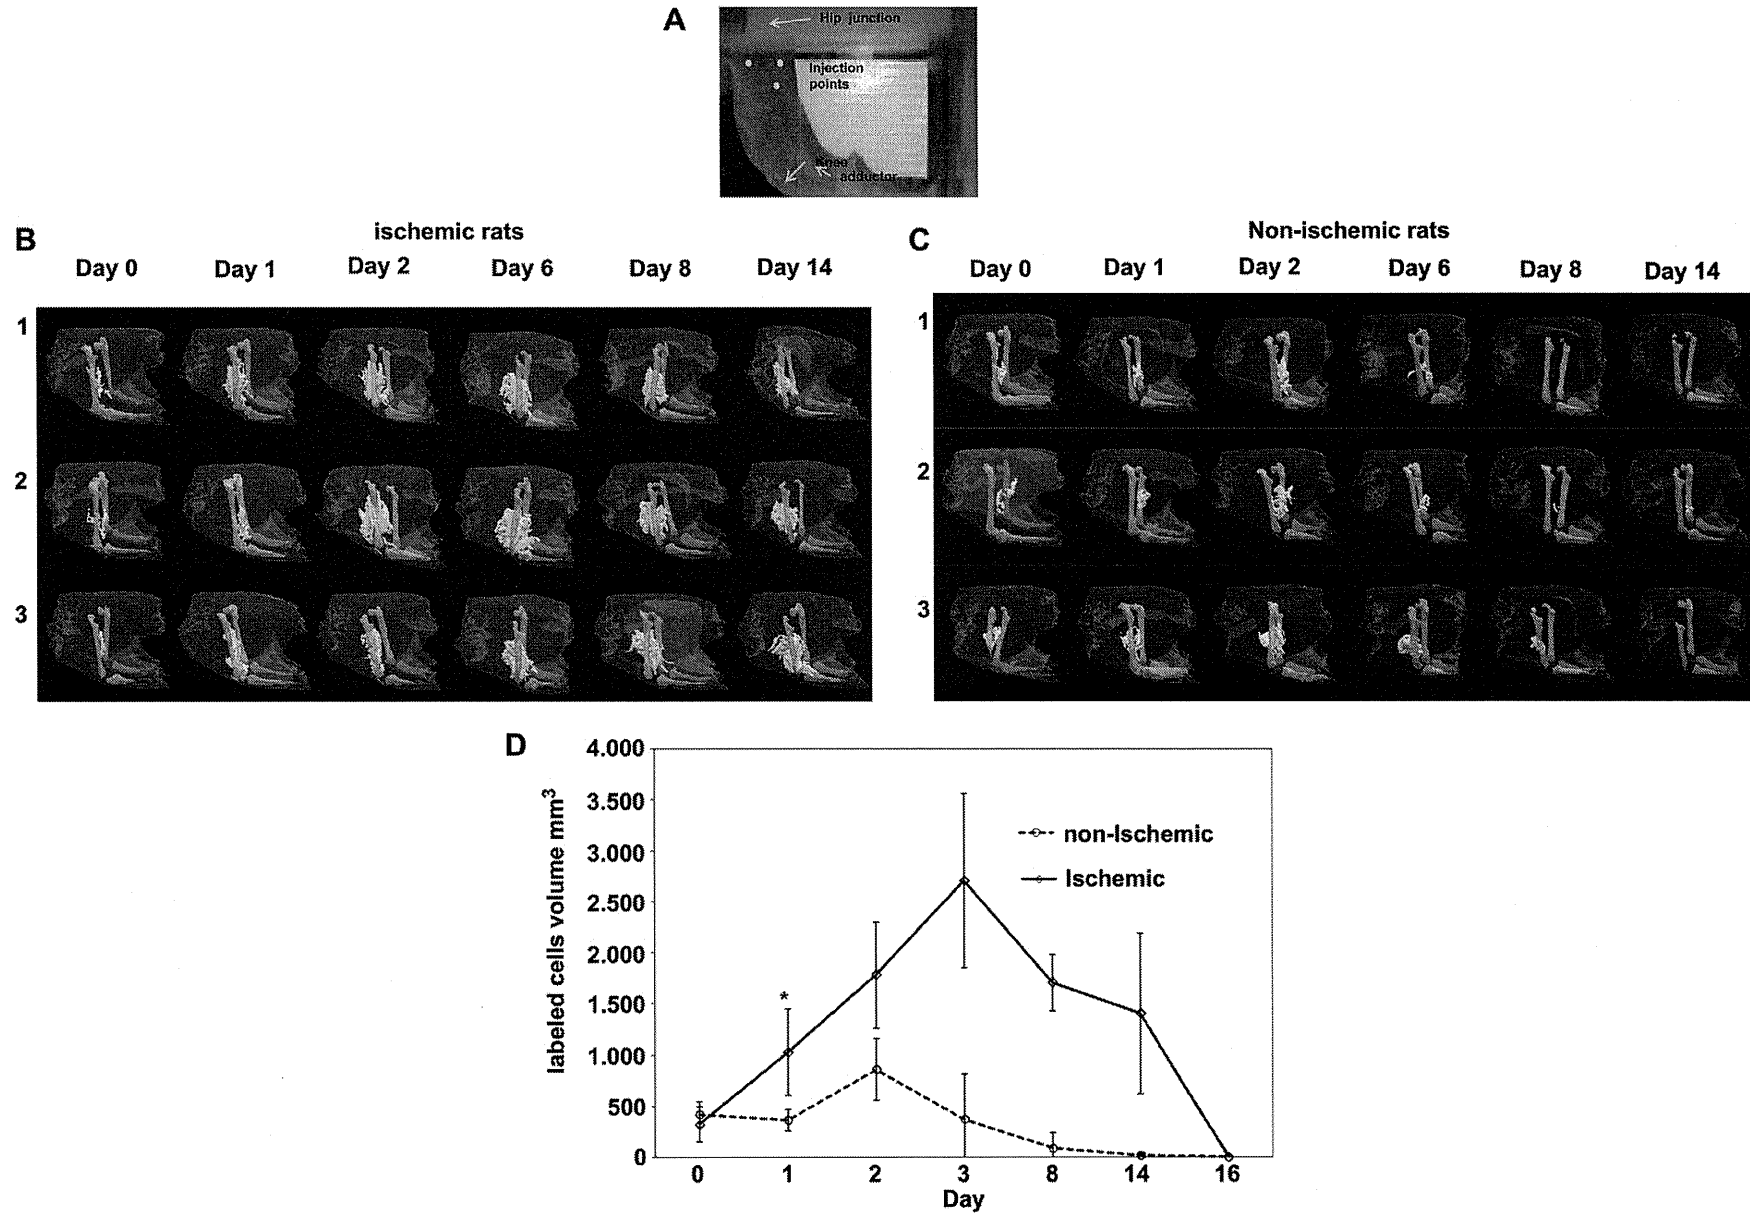 A
Hip junction
Injection
points
Knee
adductor
B
ischemic rats
Day 0 Day 1 Day 2 Day 6 Day 8 Day 14
1
2
3
C
Non-ischemic rats
Day 0 Day 1 Day 2 Day 6 Day 8 Day 14
1
2
3
D
labeled cells volume mm³
4.000
3.500
3.000
2.500
2.000
1.500
1.000
500
0
*
non-Ischemic
Ischemic
0 1 2 3 8 14 16
Day